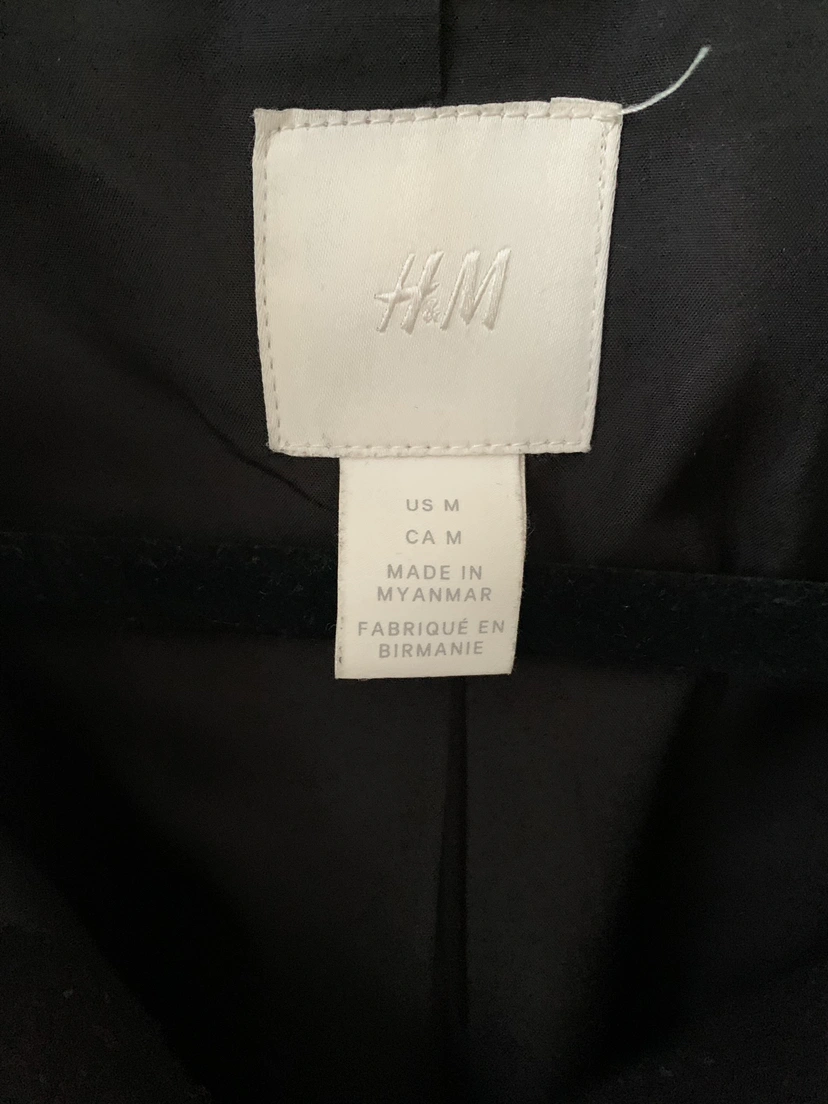 H&M
US M
CA M
MADE IN
MYANMAR
FABRIQUÉ EN
BIRMANIE